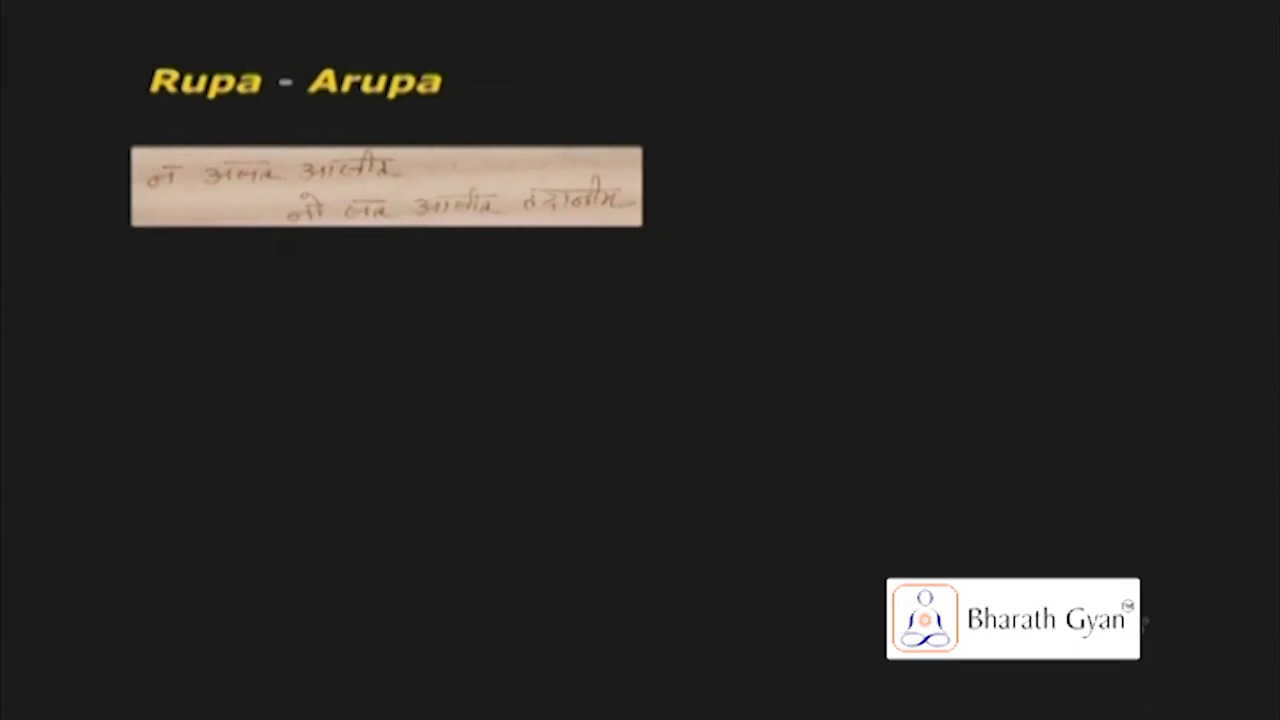 Rupa - Arupa
न असत आसीत
नो सत आसीत तदानीम
Bharath Gyan